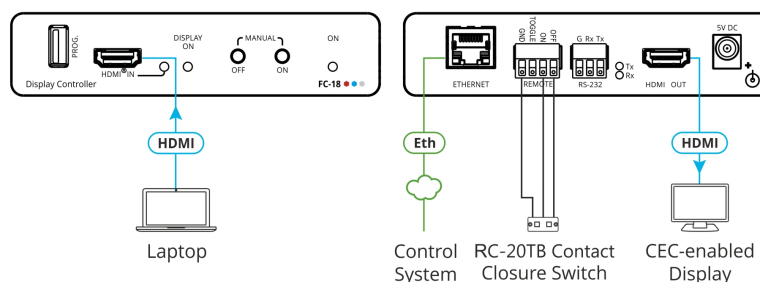 PROG.
HDMI® IN
DISPLAY
ON
MANUAL
OFF
ON
ON
Display Controller
FC-18
HDMI
Laptop
ETHERNET
GND
TOGGLE
ON
OFF
REMOTE
G Rx Tx
RS-232
Tx
Rx
HDMI OUT
5V DC
+
Eth
HDMI
Control
System
RC-20TB Contact
Closure Switch
CEC-enabled
Display